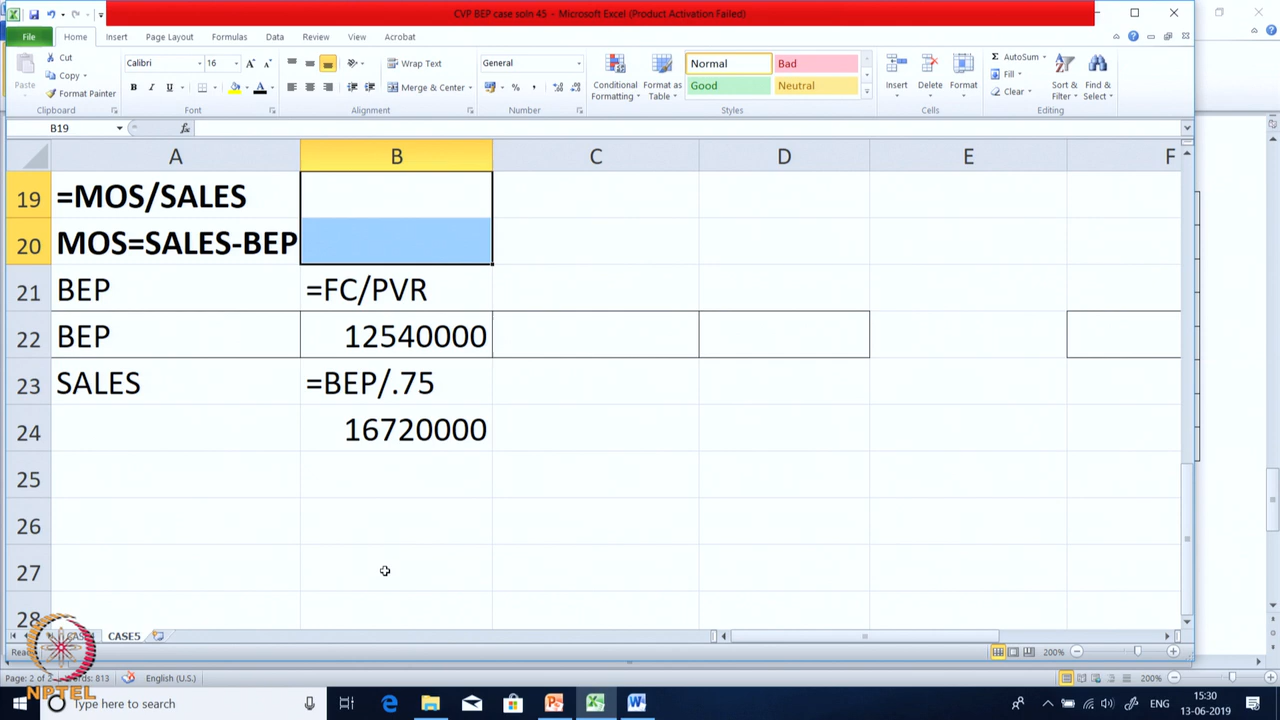 CVP BEP case soln 45 - Microsoft Excel (Product Activation Failed)
File Home Insert Page Layout Formulas Data Review View Acrobat
Cut
Copy
Format Painter
Paste
Clipboard
Calibri 16
B I U
Font
Wrap Text
Merge & Center
Alignment
General
Number
Conditional Formatting
Format as Table
Normal Bad
Good Neutral
Styles
Insert Delete Format
Cells
AutoSum
Fill
Clear
Sort & Filter
Find & Select
Editing
B19 fx
A B C D E F
19 =MOS/SALES
20 MOS=SALES-BEP
21 BEP =FC/PVR
22 BEP 12540000
23 SALES =BEP/.75
24 16720000
25
26
27
28
CASE5
200%
Words: 813 English (U.S.) 200%
NPTEL
Type here to search
ENG
15:30
13-06-2019